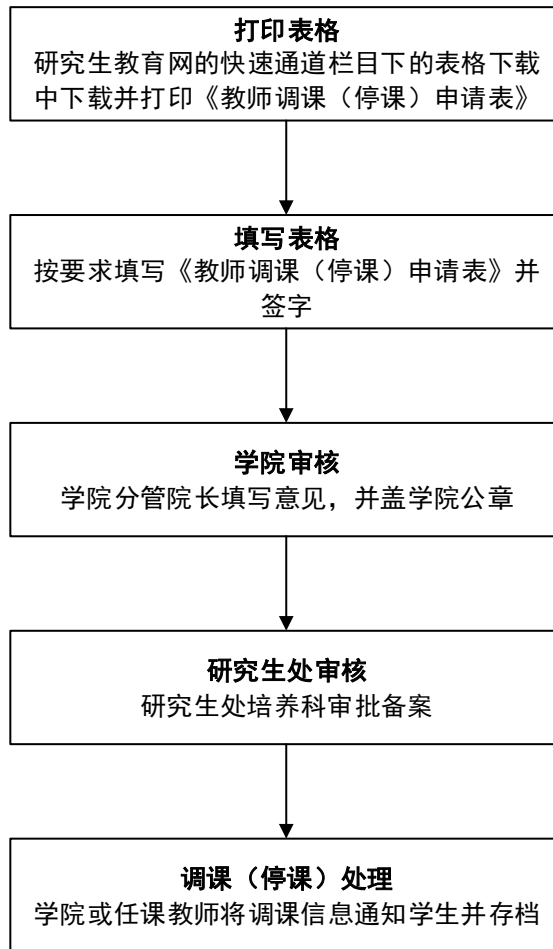 打印表格
研究生教育网的快速通道栏目下的表格下载
中下载并打印《教师调课（停课）申请表》
填写表格
按要求填写《教师调课（停课）申请表》并
签字
学院审核
学院分管院长填写意见，并盖学院公章
研究生处审核
研究生处培养科审批备案
调课（停课）处理
学院或任课教师将调课信息通知学生并存档